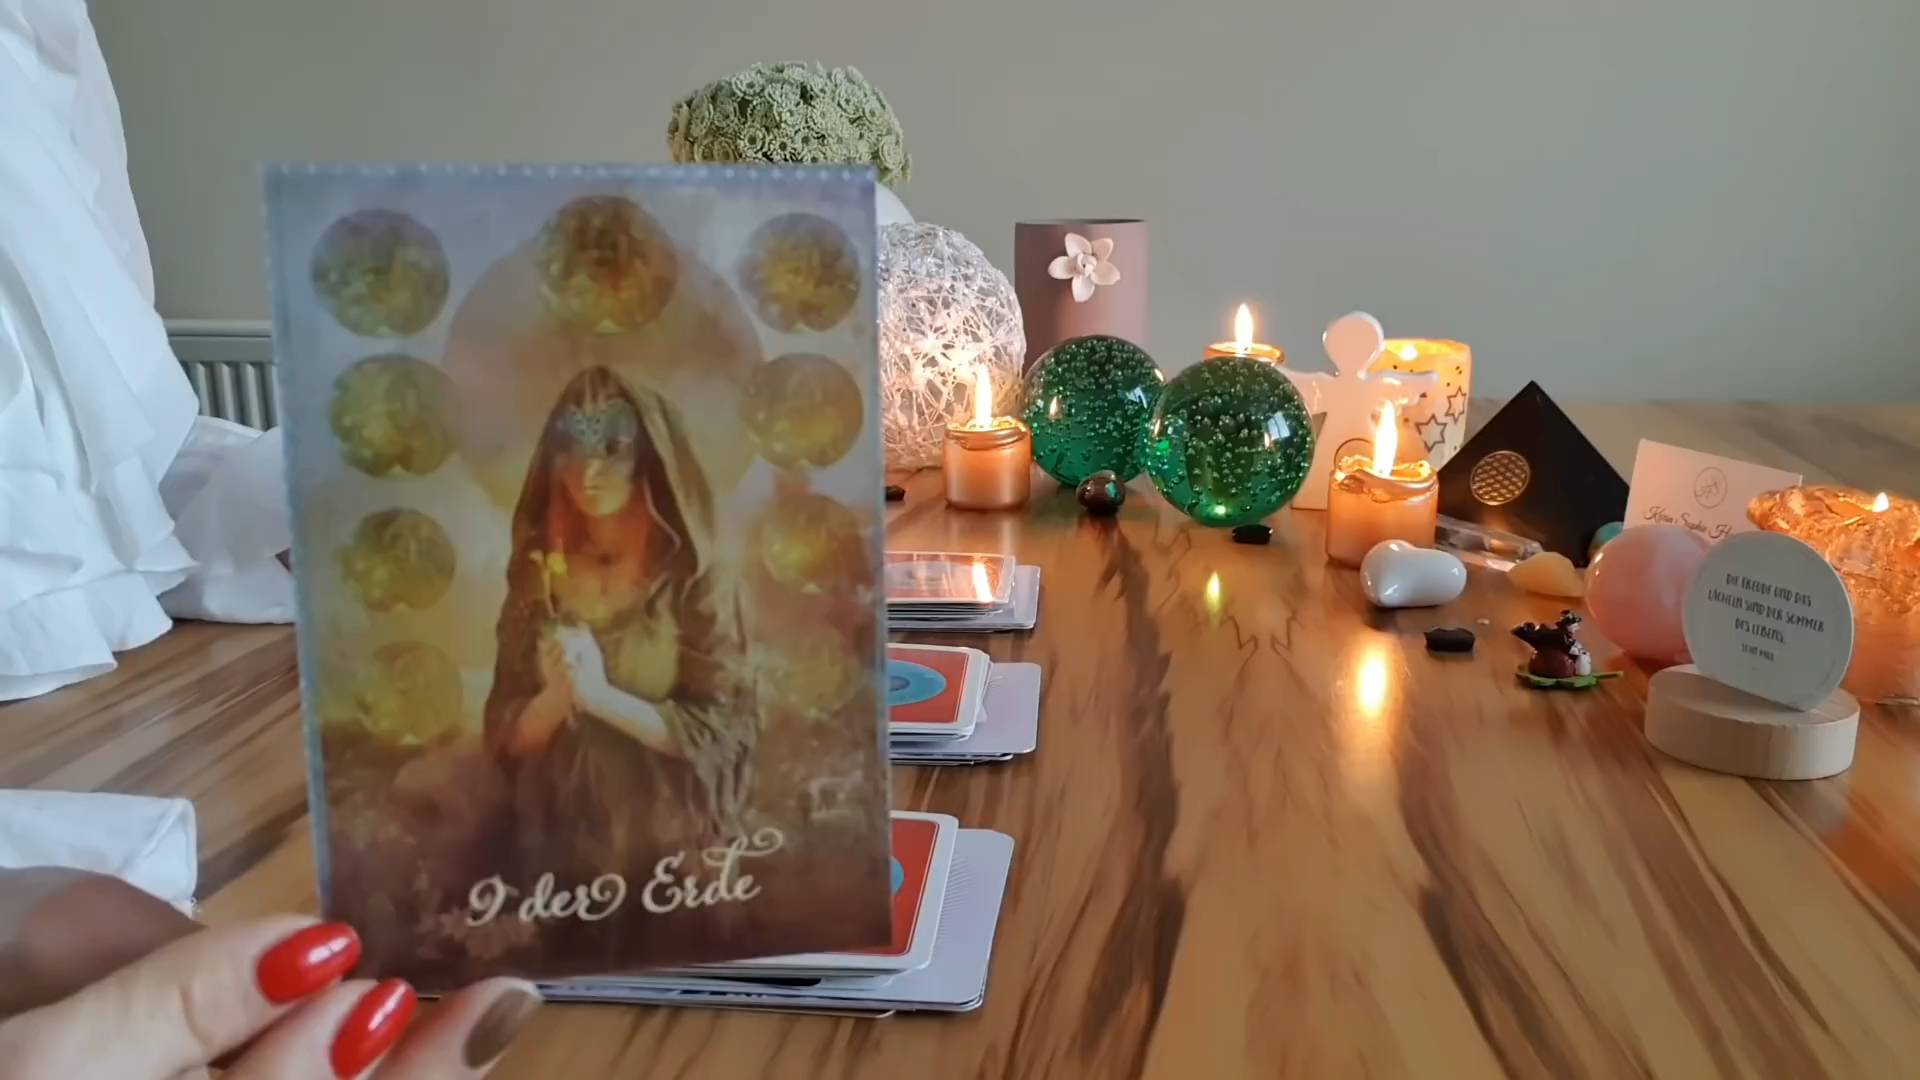 9 der Erde
DIE FREUDE UND DAS
LÄCHELN SIND DER SOMMER
DES LEBENS.